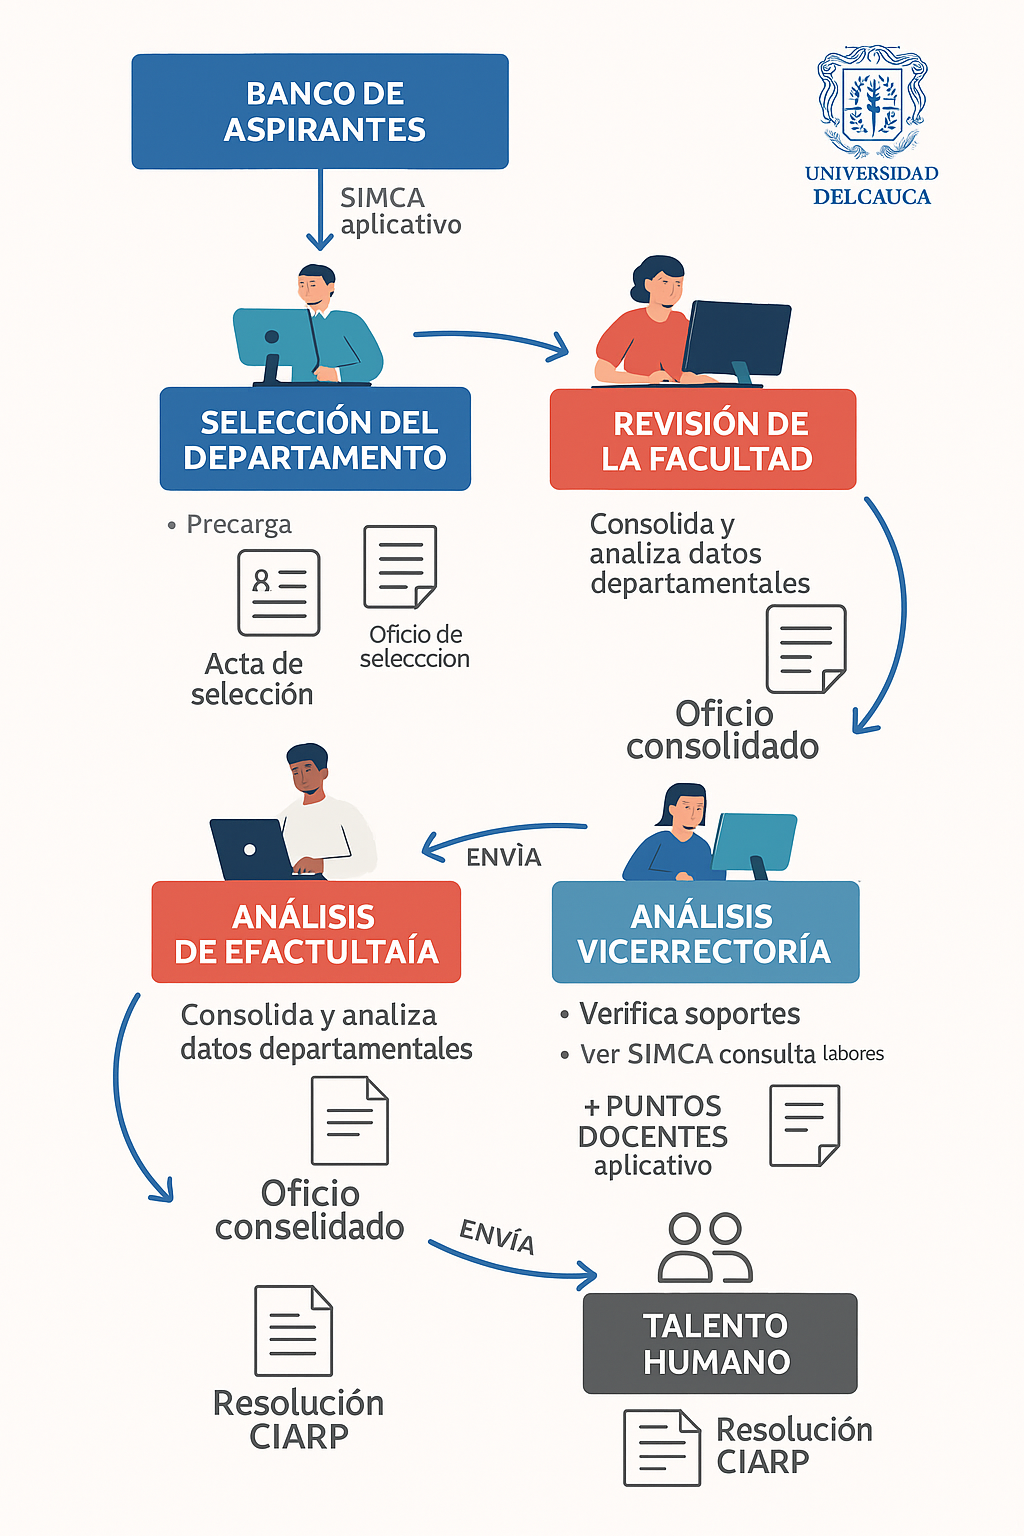 BANCO DE
ASPIRANTES
UNIVERSIDAD
DELCAUCA
SIMCA
aplicativo
SELECCIÓN DEL
DEPARTAMENTO
REVISIÓN DE
LA FACULTAD
• Precarga
Acta de
selección
Oficio de
selecccion
Consolida y
analiza datos
departamentales
Oficio
consolidado
ENVÌA
ANÁLISIS
DE EFACTULTAÍA
ANÁLISIS
VICERRECTORÍA
Consolida y analiza
datos departamentales
• Verifica soportes
• ver SIMCA consulta labores
+ PUNTOS
DOCENTES
aplicativo
Oficio
conselidado
ENVÍA
TALENTO
HUMANO
Resolución
CIARP
Resolución
CIARP